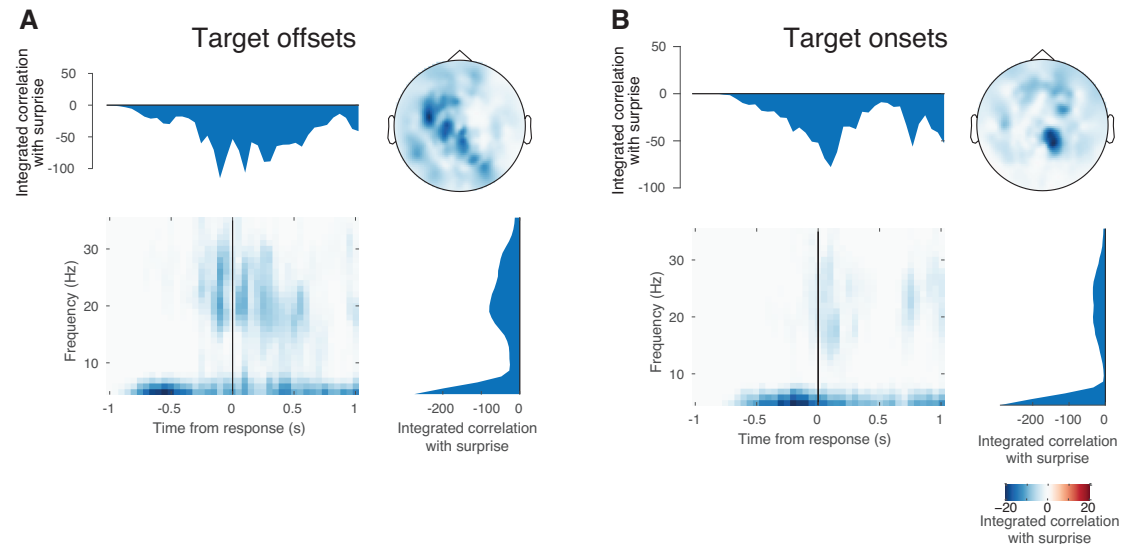 A
Target offsets
Integrated correlation
with surprise
50
0
-50
-100
Frequency (Hz)
30
20
10
-1
-0.5
0
0.5
1
Time from response (s)
-200
-100
0
Integrated correlation
with surprise
B
Target onsets
Integrated correlation
with surprise
50
0
-50
-100
Frequency (Hz)
30
20
10
-1
-0.5
0
0.5
1
Time from response (s)
-200
-100
0
Integrated correlation
with surprise
−20
0
20
Integrated correlation
with surprise